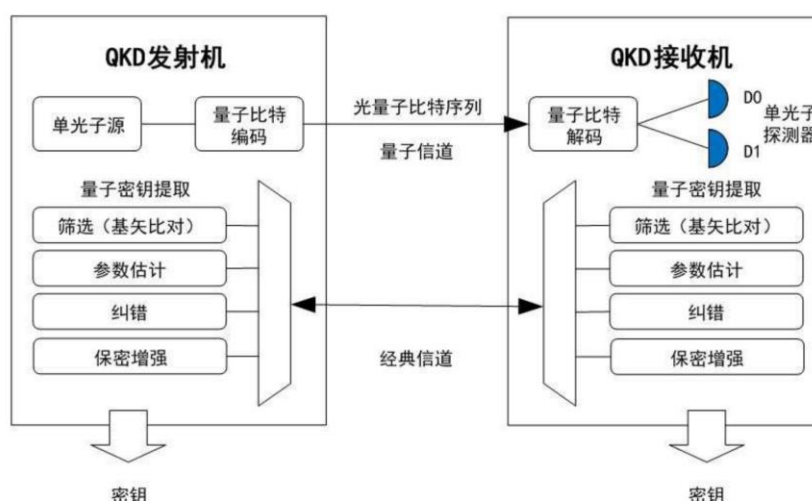 QKD发射机
QKD接收机
单光子源
量子比特
编码
光量子比特序列
量子信道
量子比特
解码
D0
D1
单光子
探测器
量子密钥提取
筛选（基矢比对）
参数估计
纠错
保密增强
经典信道
量子密钥提取
筛选（基矢比对）
参数估计
纠错
保密增强
密钥
密钥